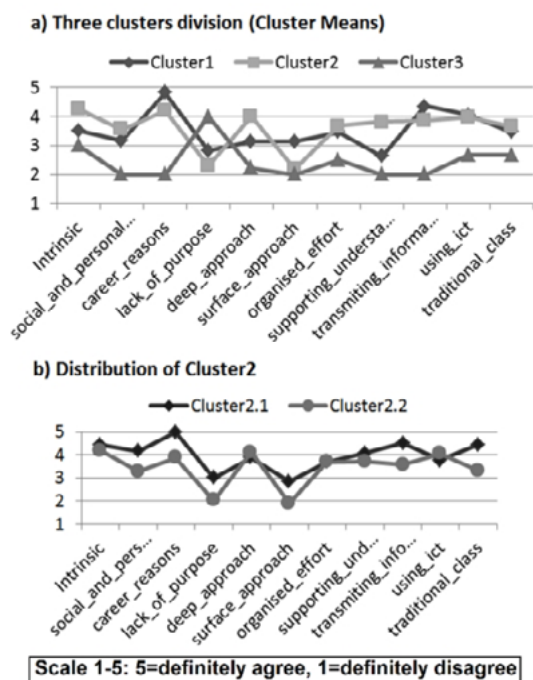 a) Three clusters division (Cluster Means)
Cluster1 Cluster2 Cluster3
5
4
3
2
1
Intrinsic
social_and_personal...
career_reasons
lack_of_purpose
deep_approach
surface_approach
organised_effort
supporting_understa...
transmiting_informa...
using_ict
traditional_class
b) Distribution of Cluster2
Cluster2.1 Cluster2.2
5
4
3
2
1
Intrinsic
social_and_pers...
career_reasons
lack_of_purpose
deep_approach
surface_approach
organised_effort
supporting_und...
transmiting_info...
using_ict
traditional_class
Scale 1-5: 5=definitely agree, 1=definitely disagree